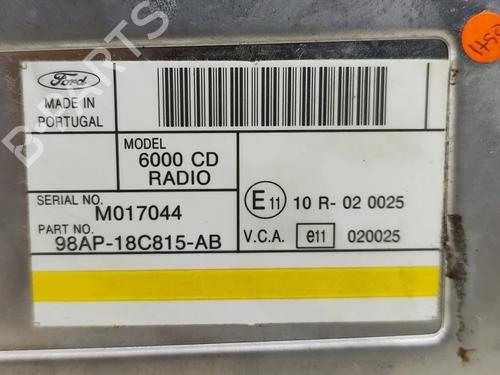 Ford
MADE IN
PORTUGAL
MODEL
6000 CD
RADIO
SERIAL NO.
M017044
PART NO.
98AP-18C815-AB
E 11 10 R- 02 0025
V.C.A. e11 020025